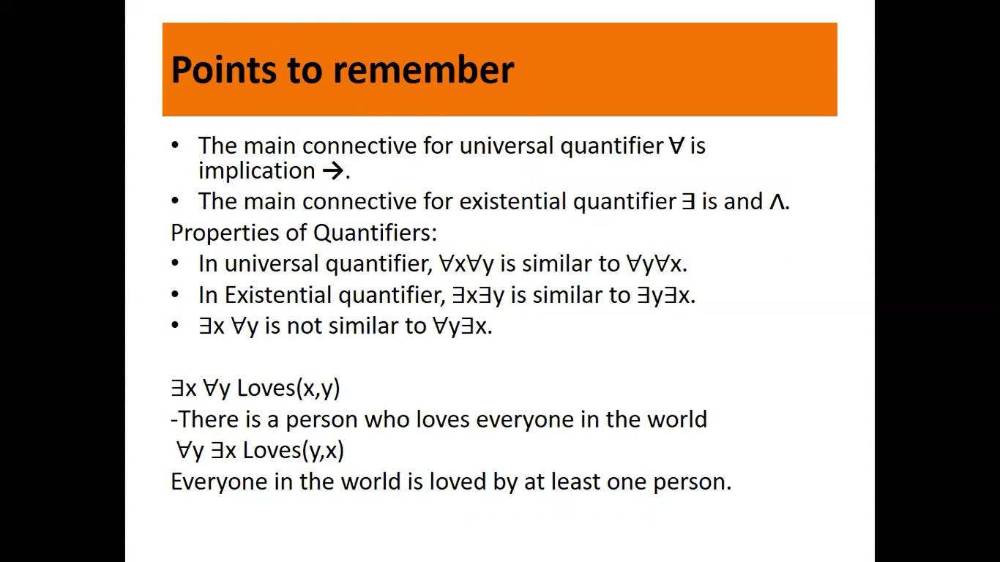 Points to remember
• The main connective for universal quantifier ∀ is
implication →.
• The main connective for existential quantifier ∃ is and Λ.
Properties of Quantifiers:
• In universal quantifier, ∀x∀y is similar to ∀y∀x.
• In Existential quantifier, ∃x∃y is similar to ∃y∃x.
• ∃x ∀y is not similar to ∀y∃x.
∃x ∀y Loves(x,y)
-There is a person who loves everyone in the world
∀y ∃x Loves(y,x)
Everyone in the world is loved by at least one person.